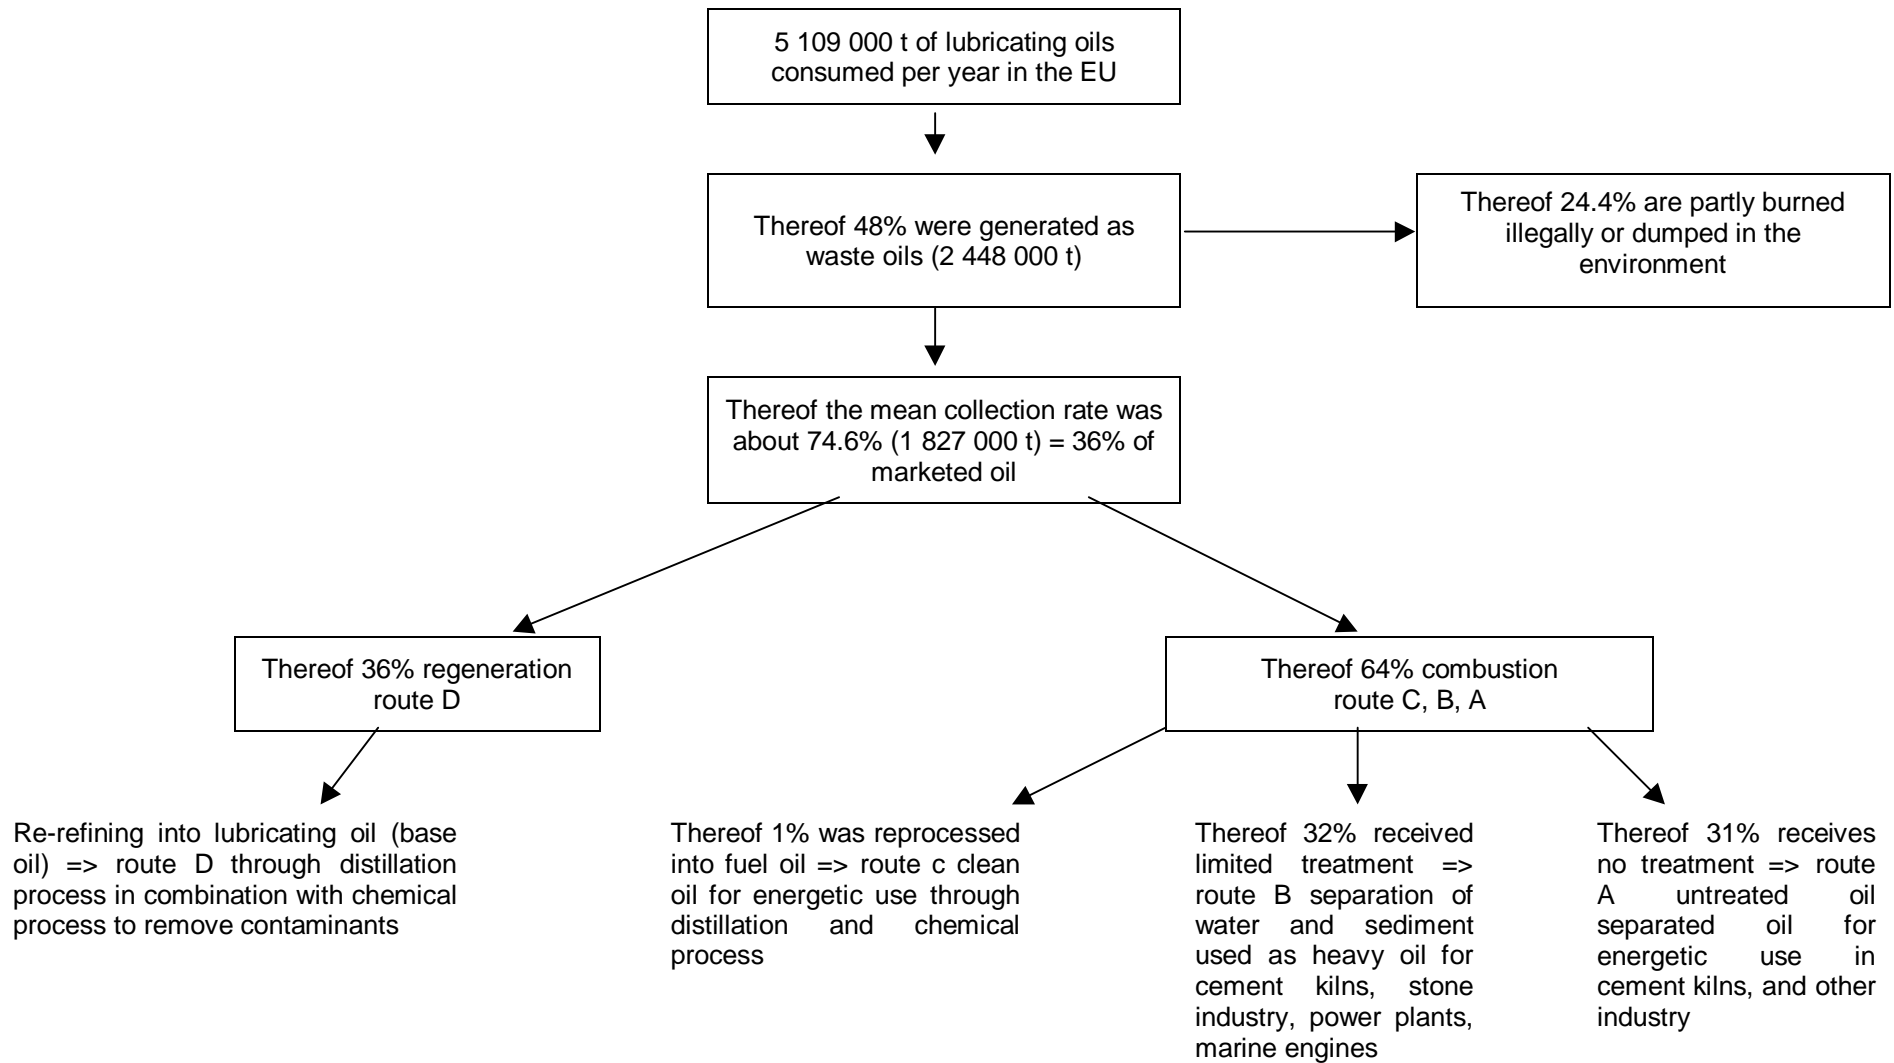 5 109 000 t of lubricating oils
consumed per year in the EU
Thereof 48% were generated as
waste oils (2 448 000 t)
Thereof 24.4% are partly burned
illegally or dumped in the
environment
Thereof the mean collection rate was
about 74.6% (1 827 000 t) = 36% of
marketed oil
Thereof 36% regeneration
route D
Thereof 64% combustion
route C, B, A
Re-refining into lubricating oil (base
oil) => route D through distillation
process in combination with chemical
process to remove contaminants
Thereof 1% was reprocessed
into fuel oil => route c clean
oil for energetic use through
distillation and chemical
process
Thereof 32% received
limited treatment =>
route B separation of
water and sediment
used as heavy oil for
cement kilns, stone
industry, power plants,
marine engines
Thereof 31% receives
no treatment => route
A untreated oil
separated oil for
energetic use in
cement kilns, and other
industry